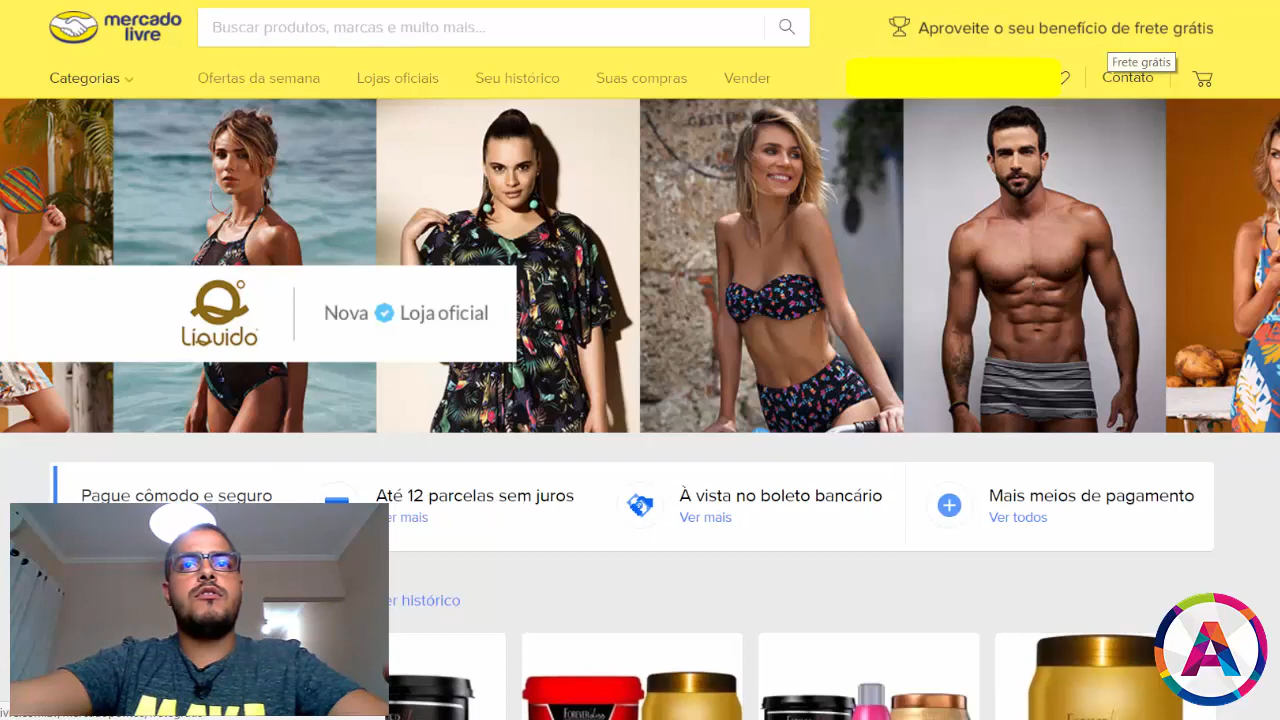 mercado
livre
Buscar produtos, marcas e muito mais...
Aproveite o seu benefício de frete grátis
Frete grátis
Categorias
Ofertas da semana
Lojas oficiais
Seu histórico
Suas compras
Vender
Contato
Líquido
Nova Loja oficial
Pague cômodo e seguro
Até 12 parcelas sem juros
À vista no boleto bancário
Mais meios de pagamento
er mais
Ver mais
Ver todos
er histórico
A